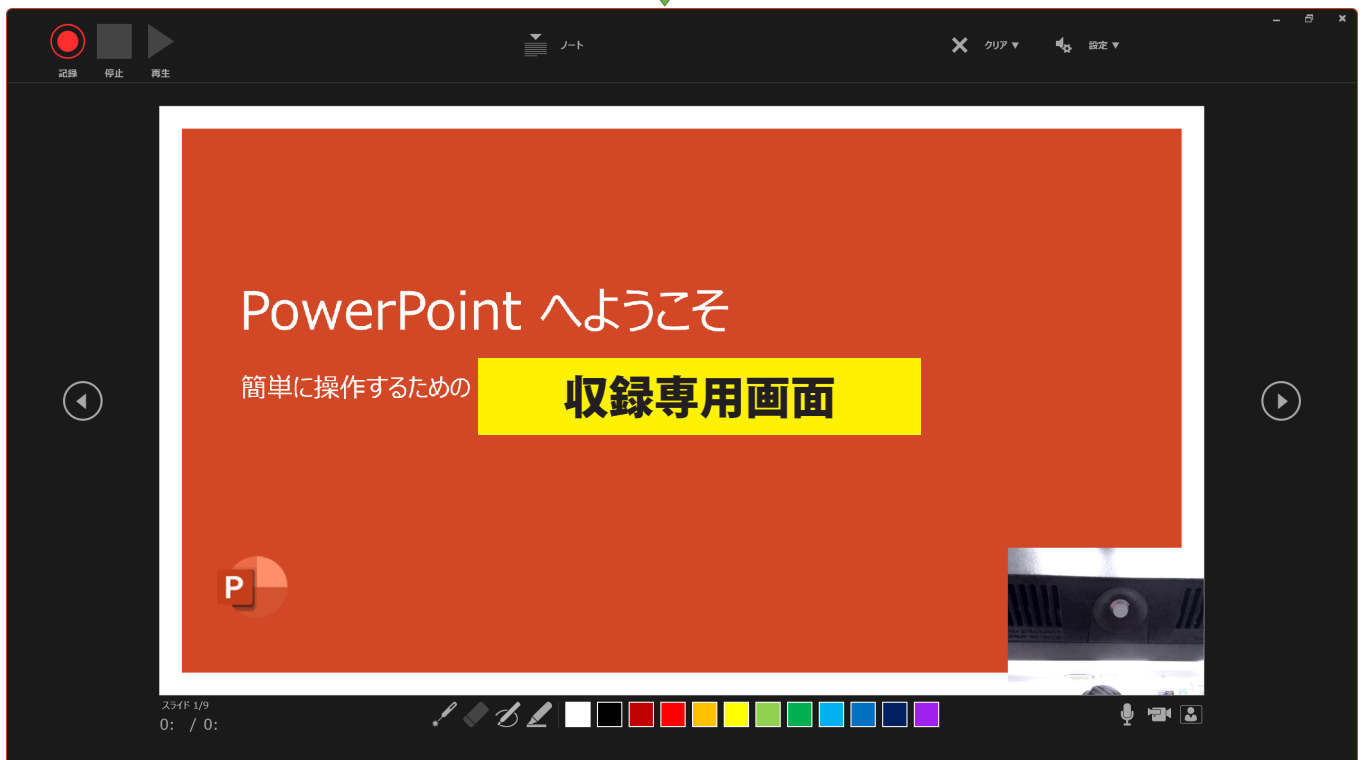 記録
停止
再生
ノート
クリア ▼
設定 ▼
PowerPoint へようこそ
簡単に操作するための
収録専用画面
P
スライド 1/9
0: / 0: